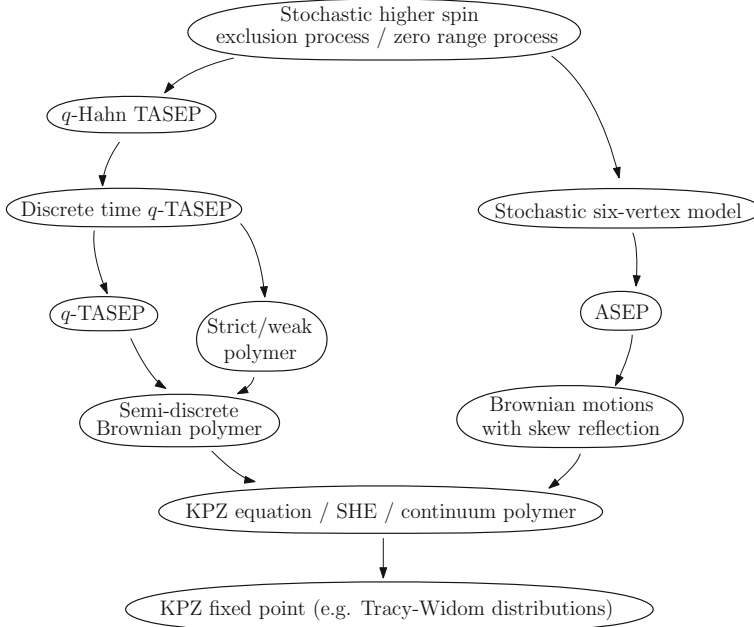 Stochastic higher spin
exclusion process / zero range process
q-Hahn TASEP
Discrete time q-TASEP
Stochastic six-vertex model
q-TASEP
Strict/weak
polymer
ASEP
Semi-discrete
Brownian polymer
Brownian motions
with skew reflection
KPZ equation / SHE / continuum polymer
KPZ fixed point (e.g. Tracy-Widom distributions)